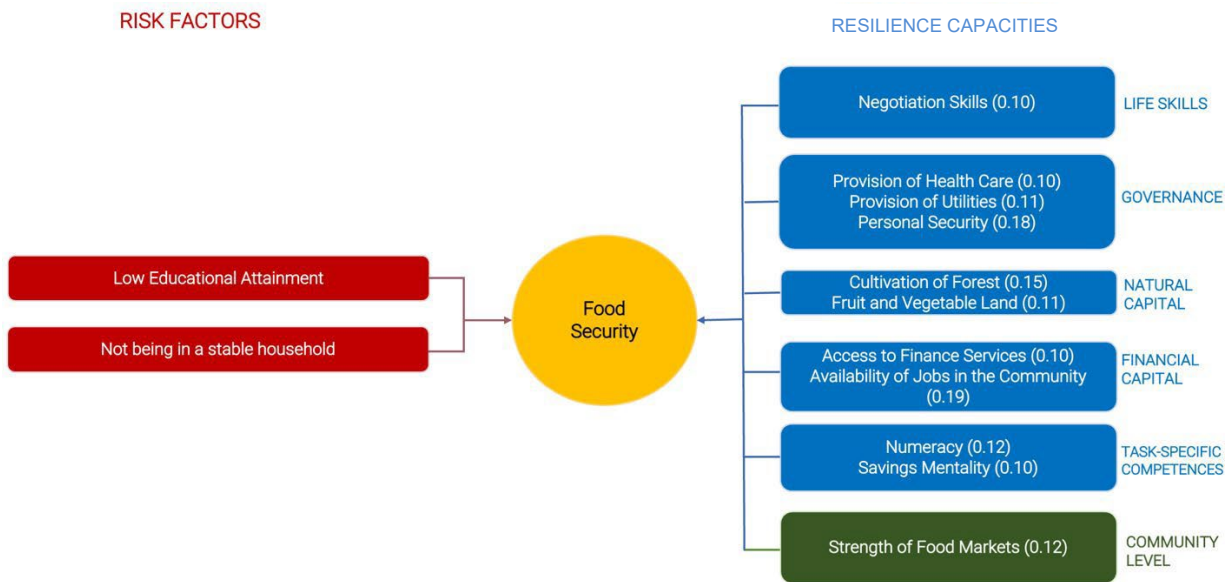 RISK FACTORS
RESILIENCE CAPACITIES
Negotiation Skills (0.10)
LIFE SKILLS
Provision of Health Care (0.10)
Provision of Utilities (0.11)
Personal Security (0.18)
GOVERNANCE
Low Educational Attainment
Not being in a stable household
Food
Security
Cultivation of Forest (0.15)
Fruit and Vegetable Land (0.11)
NATURAL
CAPITAL
Access to Finance Services (0.10)
Availability of Jobs in the Community
(0.19)
FINANCIAL
CAPITAL
Numeracy (0.12)
Savings Mentality (0.10)
TASK-SPECIFIC
COMPETENCES
Strength of Food Markets (0.12)
COMMUNITY
LEVEL